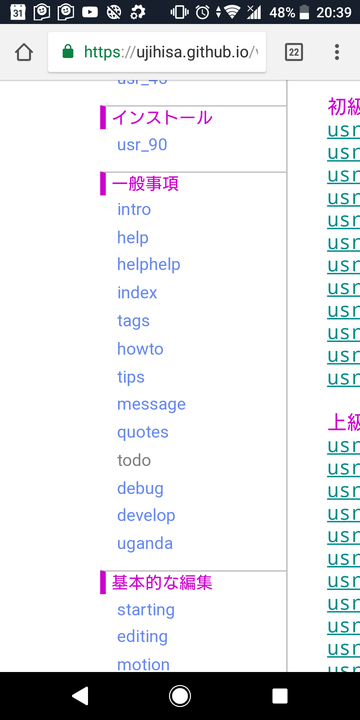 31 48% 20:39
https://ujihisa.github.io/ 22
usr_40
インストール
usr_90
一般事項
intro
help
helphelp
index
tags
howto
tips
message
quotes
todo
debug
develop
uganda
基本的な編集
starting
editing
motion
初級
usr
usr
usr
usr
usr
usr
usr
usr
usr
usr
usr
usr
上級
usr
usr
usr
usr
usr
usr
usr
usr
usr
usr
usr